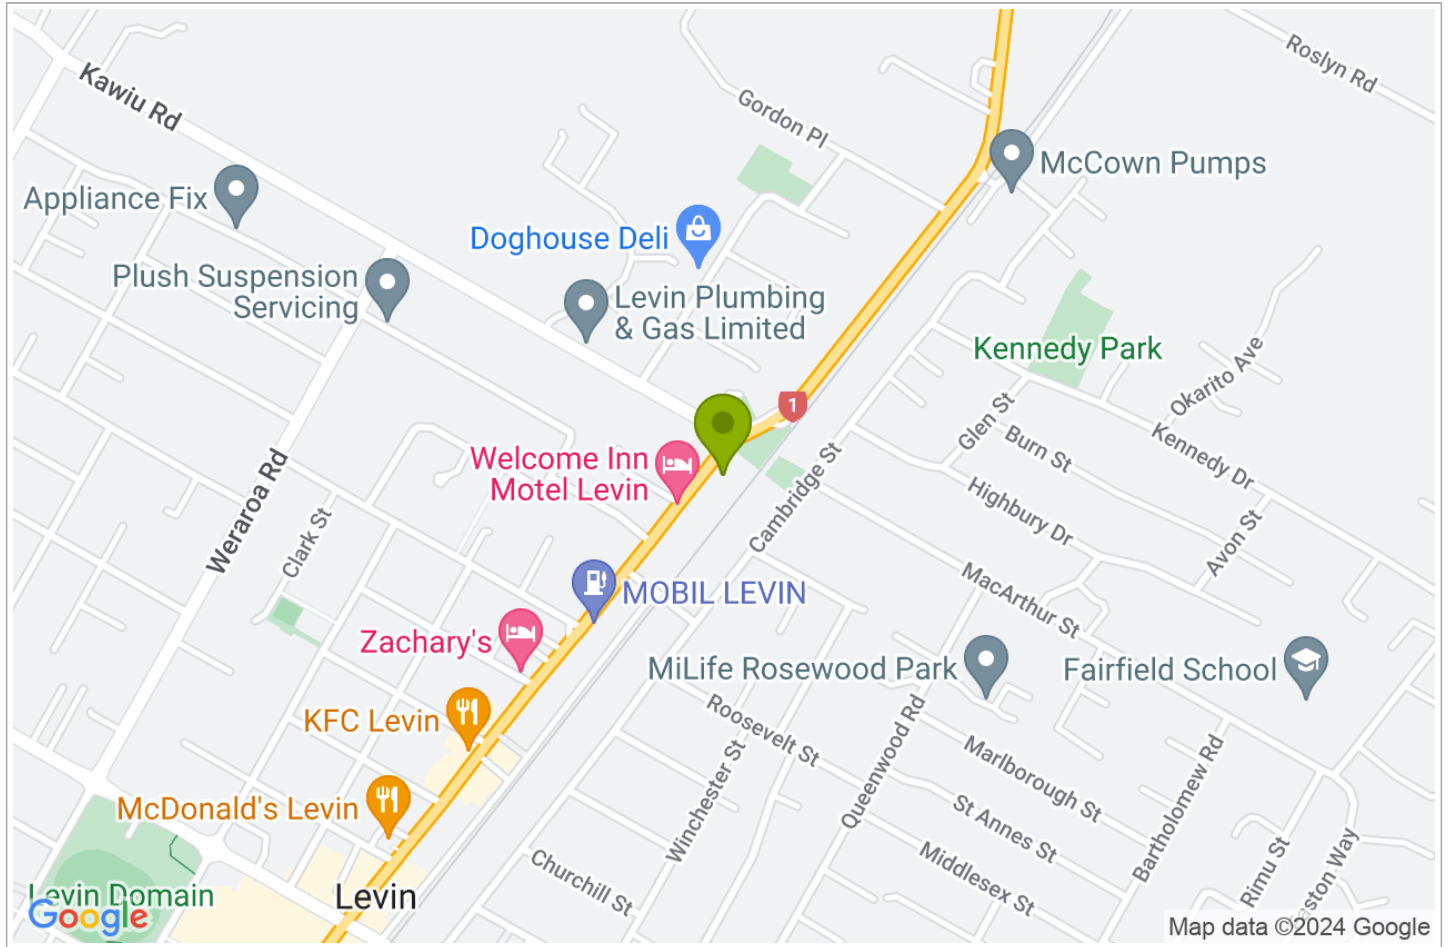 Roslyn Rd
Kawiu Rd
Gordon Pl
McCown Pumps
Appliance Fix
Doghouse Deli
Plush Suspension
Servicing
Levin Plumbing
& Gas Limited
Kennedy Park
Okarito Ave
1
Glen St
Burn St
Kennedy Dr
Welcome Inn
Motel Levin
Weraroa Rd
Cambridge St
Highbury Dr
Avon St
Clark St
MOBIL LEVIN
MacArthur St
Zachary's
MiLife Rosewood Park
Fairfield School
KFC Levin
Roosevelt St
Queenwood Rd
Marlborough St
Bartholomew Rd
Winchester St
McDonald's Levin
St Annes St
Middlesex St
Churchill St
Rimu St
aston Way
Levin Domain
Levin
Google
Map data ©2024 Google